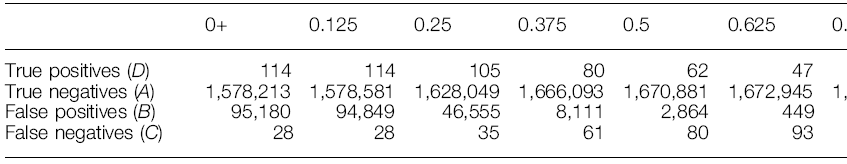 0+ 0.125 0.25 0.375 0.5 0.625 0.
True positives (D) 114 114 105 80 62 47
True negatives (A) 1,578,213 1,578,581 1,628,049 1,666,093 1,670,881 1,672,945 1,
False positives (B) 95,180 94,849 46,555 8,111 2,864 449
False negatives (C) 28 28 35 61 80 93